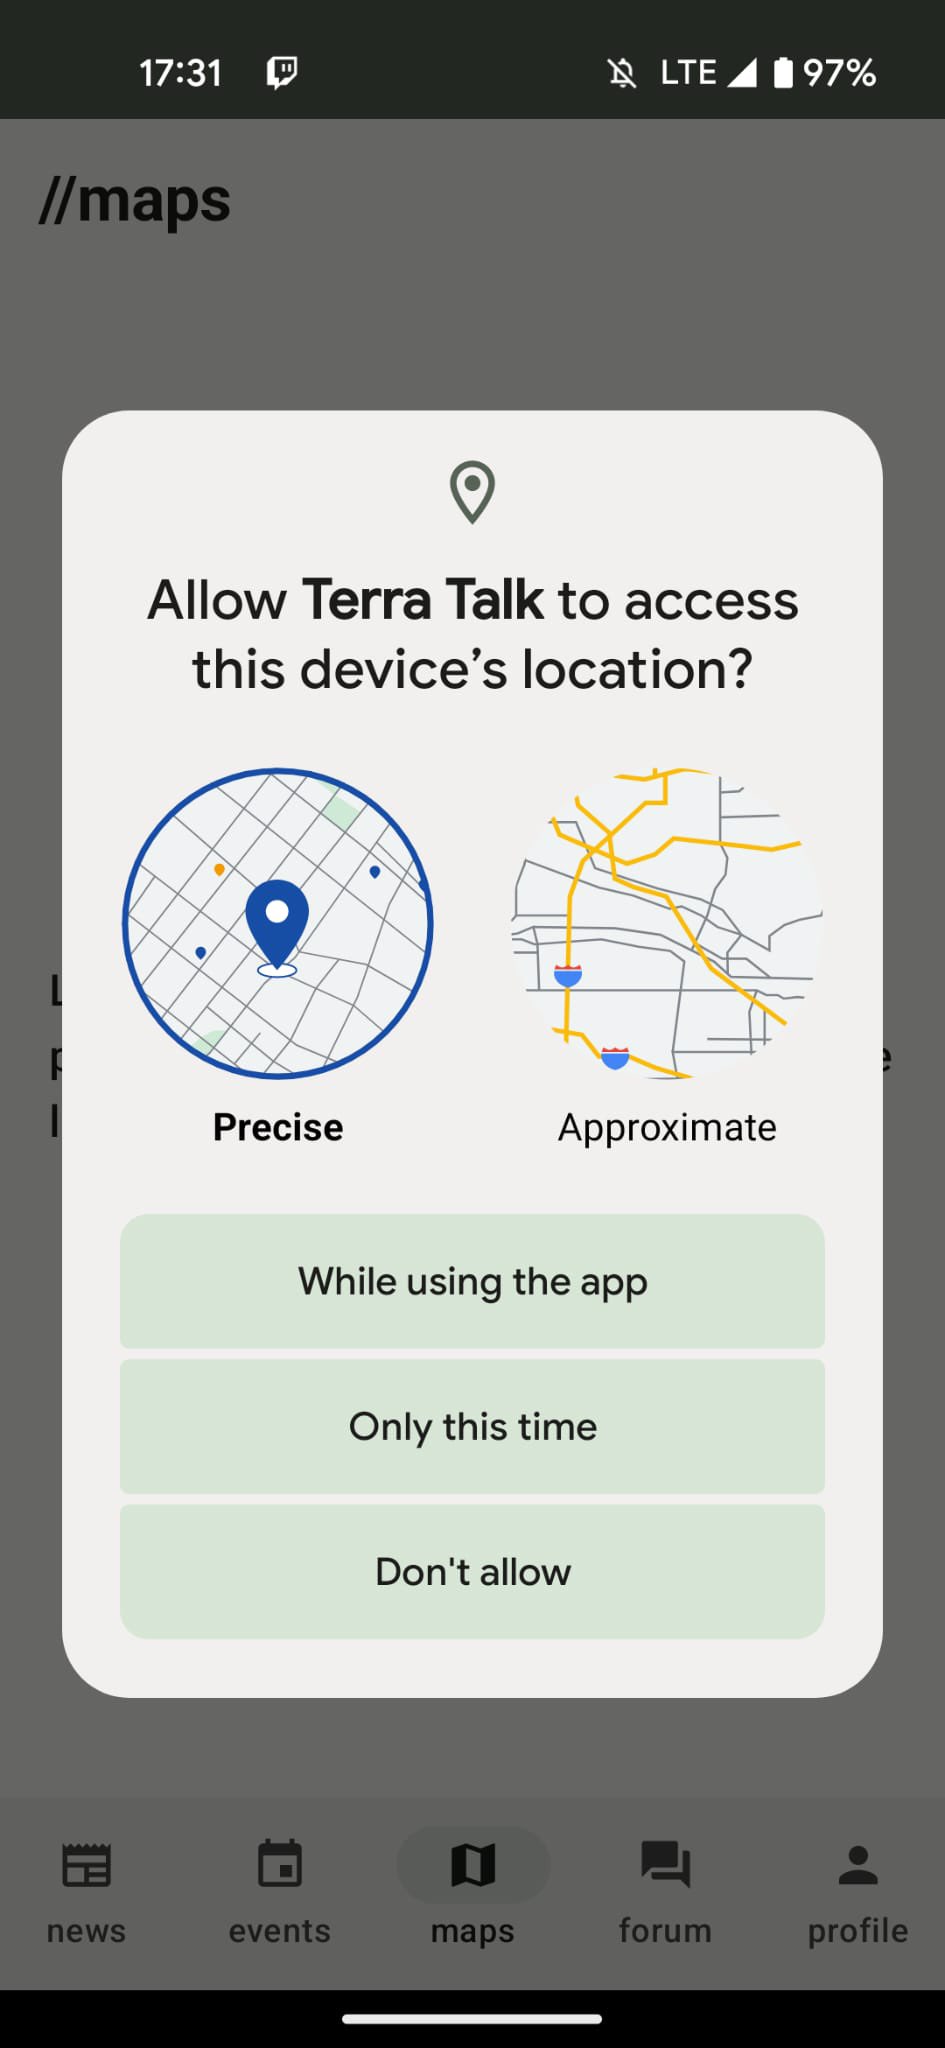 17:31 LTE 97%
//maps
Allow Terra Talk to access
this device’s location?
Precise Approximate
While using the app
Only this time
Don't allow
news events maps forum profile